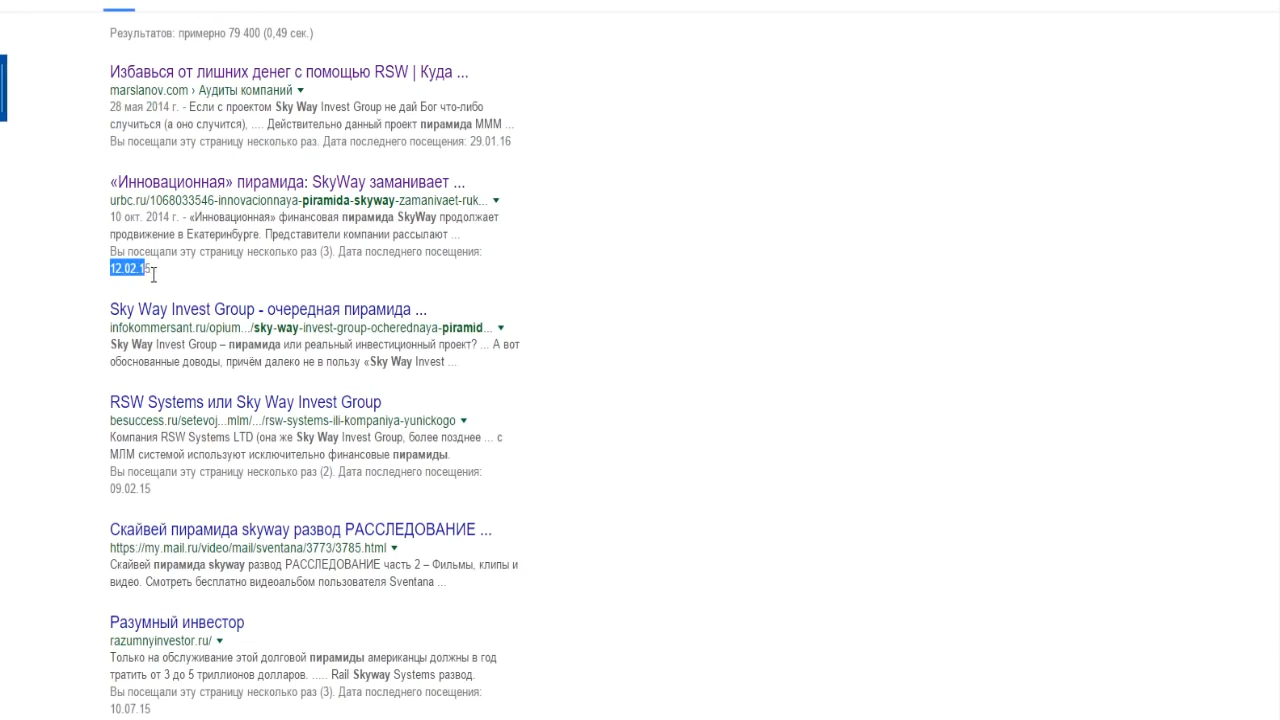 Результатов: примерно 79 400 (0,49 сек.)
Избавься от лишних денег с помощью RSW | Куда ...
marslanov.com › Аудиты компаний
28 мая 2014 г. - Если с проектом Sky Way Invest Group не дай Бог что-либо
случиться (а оно случится), .... Действительно данный проект пирамида МММ ...
Вы посещали эту страницу несколько раз. Дата последнего посещения: 29.01.16
«Инновационная» пирамида: SkyWay заманивает ...
urbc.ru/1068033546-innovacionnaya-piramida-skyway-zamanivaet-ruk...
10 окт. 2014 г. - «Инновационная» финансовая пирамида SkyWay продолжает
продвижение в Екатеринбурге. Представители компании рассылают ...
Вы посещали эту страницу несколько раз (3). Дата последнего посещения:
12.02.15
Sky Way Invest Group - очередная пирамида ...
infokommersant.ru/opium.../sky-way-invest-group-ocherednaya-piramid...
Sky Way Invest Group – пирамида или реальный инвестиционный проект? ... А вот
обоснованные доводы, причём далеко не в пользу «Sky Way Invest ...
RSW Systems или Sky Way Invest Group
besuccess.ru/setevoj...mlm/.../rsw-systems-ili-kompaniya-yunickogo
Компания RSW Systems LTD (она же Sky Way Invest Group, более позднее ... с
МЛМ системой используют исключительно финансовые пирамиды.
Вы посещали эту страницу несколько раз (2). Дата последнего посещения:
09.02.15
Скайвей пирамида skyway развод РАССЛЕДОВАНИЕ ...
https://my.mail.ru/video/mail/sventana/3773/3785.html
Скайвей пирамида skyway развод РАССЛЕДОВАНИЕ часть 2 – Фильмы, клипы и
видео. Смотреть бесплатно видеоальбом пользователя Sventana ...
Разумный инвестор
razumnyinvestor.ru/
Только на обслуживание этой долговой пирамиды американцы должны в год
тратить от 3 до 5 триллионов долларов. ..... Rail Skyway Systems развод.
Вы посещали эту страницу несколько раз (3). Дата последнего посещения:
10.07.15